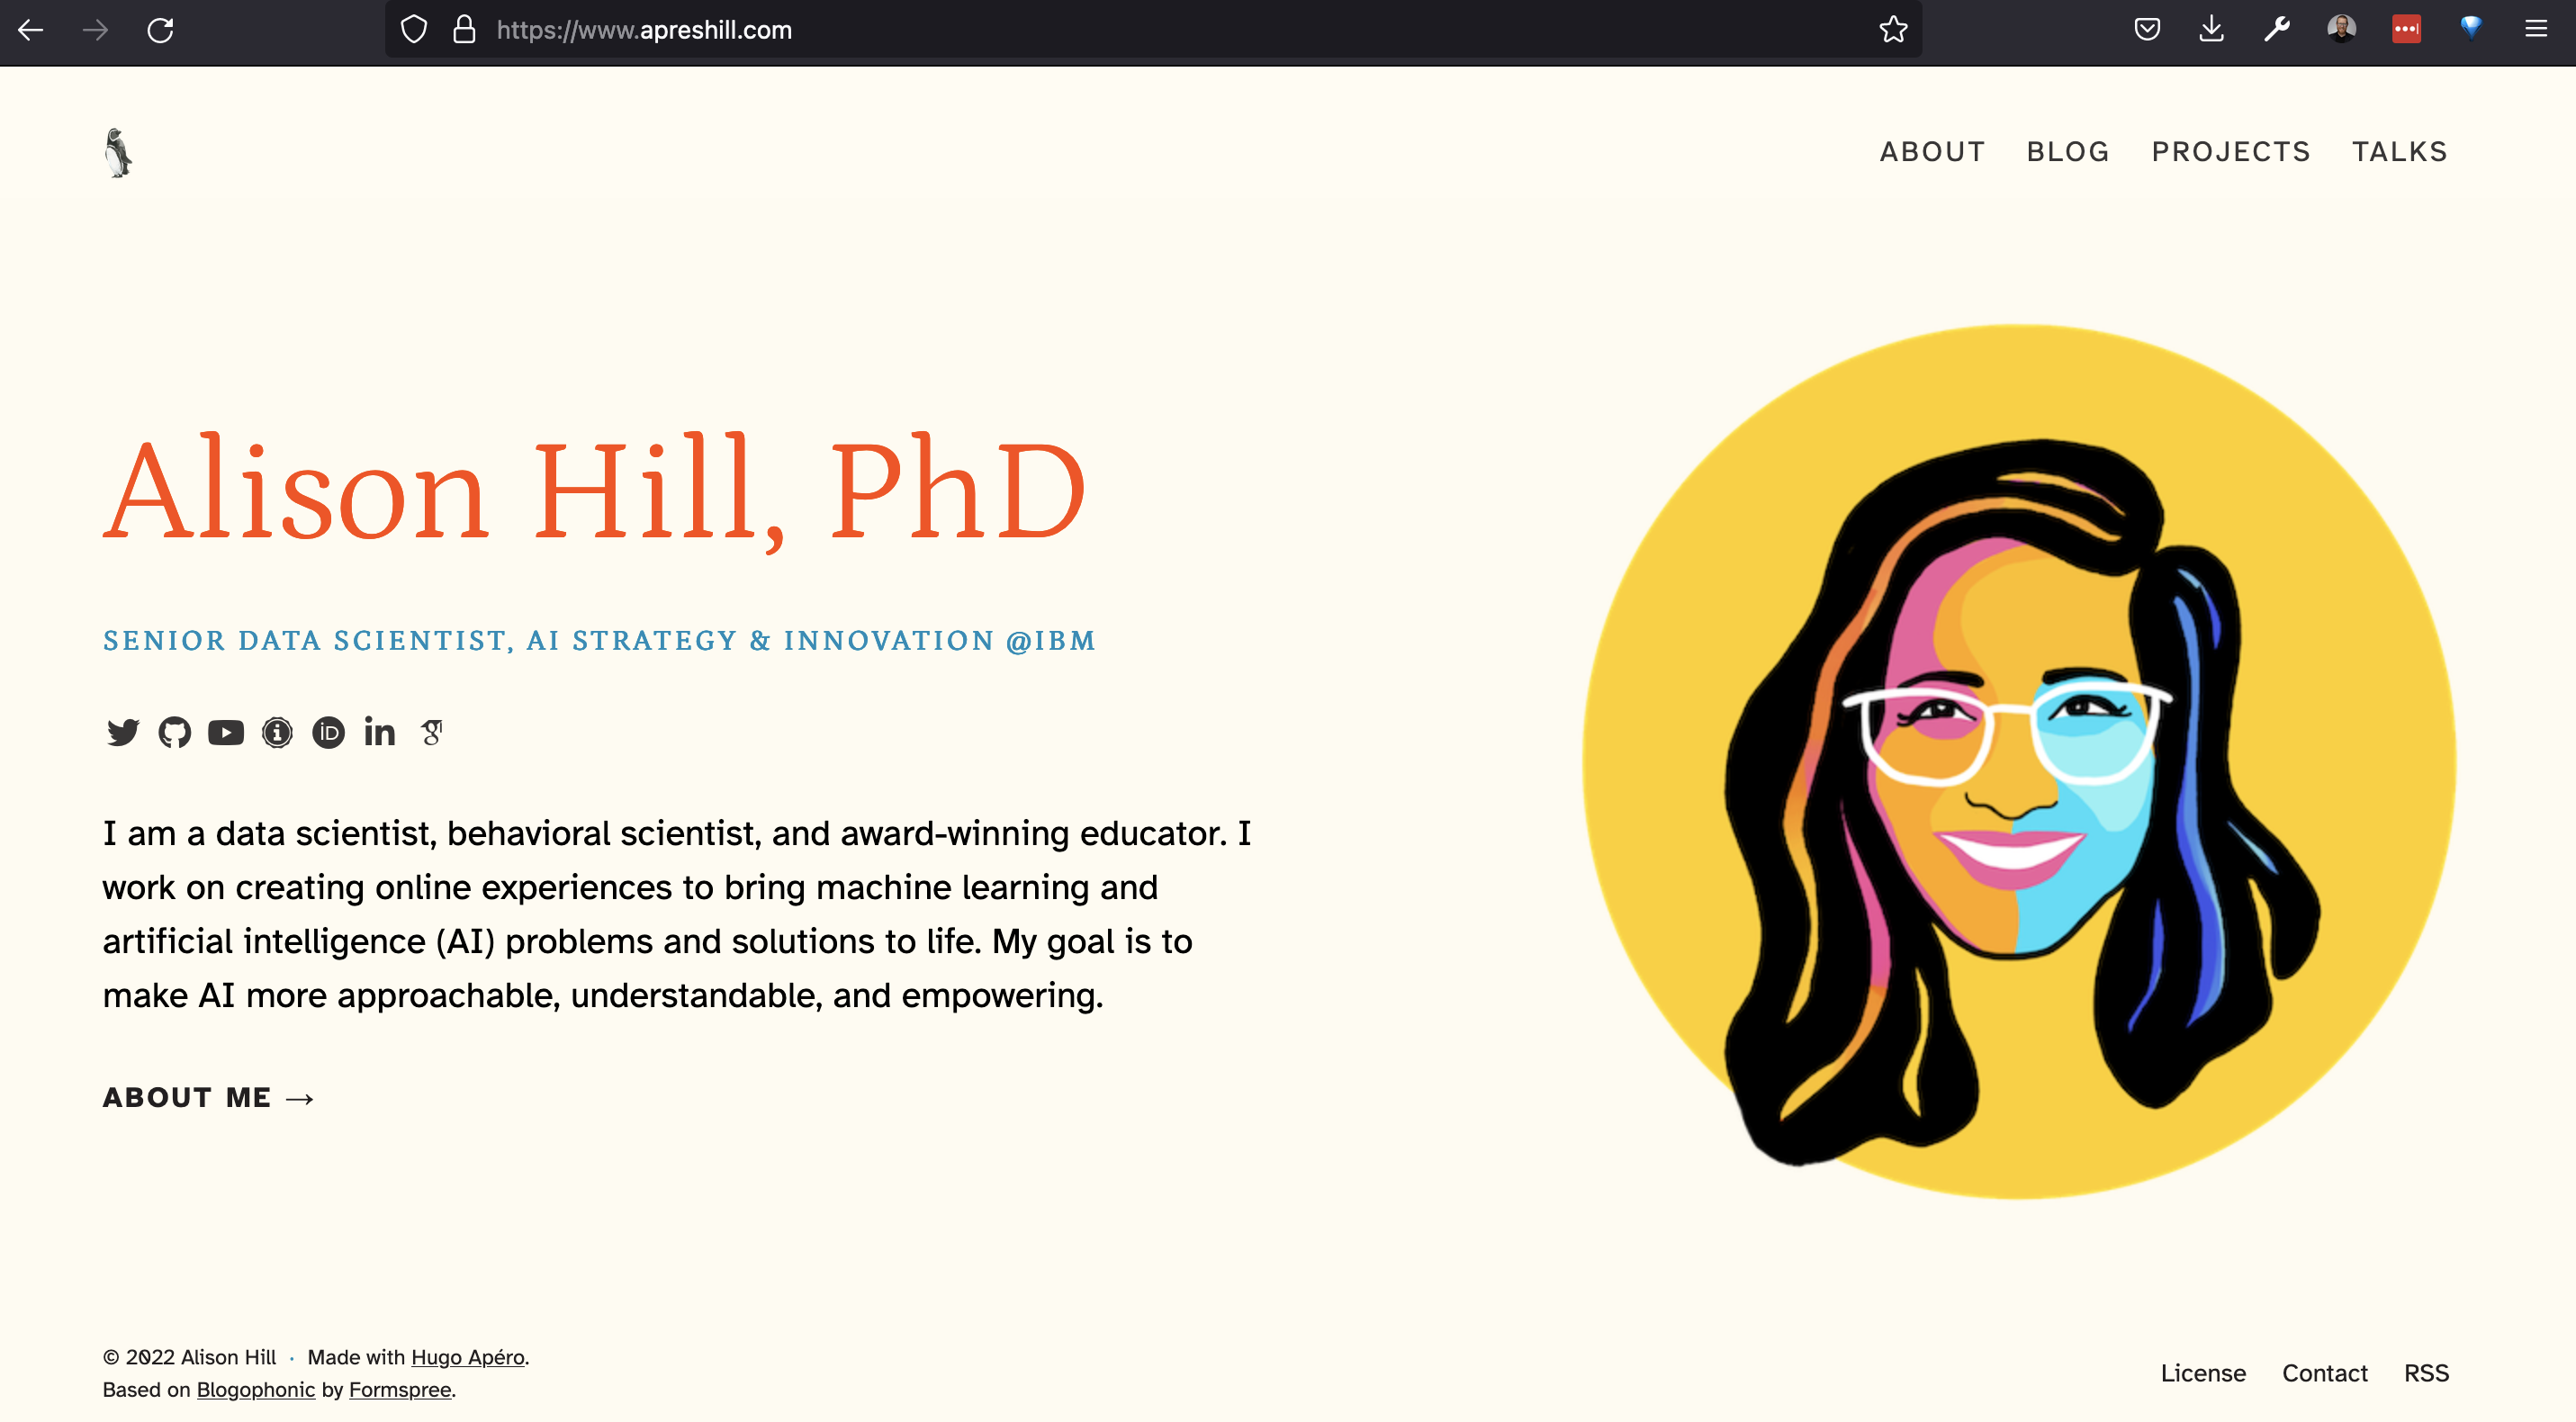 https://www.apreshill.com
ABOUT BLOG PROJECTS TALKS
Alison Hill, PhD
SENIOR DATA SCIENTIST, AI STRATEGY & INNOVATION @IBM
I am a data scientist, behavioral scientist, and award-winning educator. I
work on creating online experiences to bring machine learning and
artificial intelligence (AI) problems and solutions to life. My goal is to
make AI more approachable, understandable, and empowering.
ABOUT ME →
© 2022 Alison Hill · Made with Hugo Apéro.
Based on Blogophonic by Formspree.
License Contact RSS